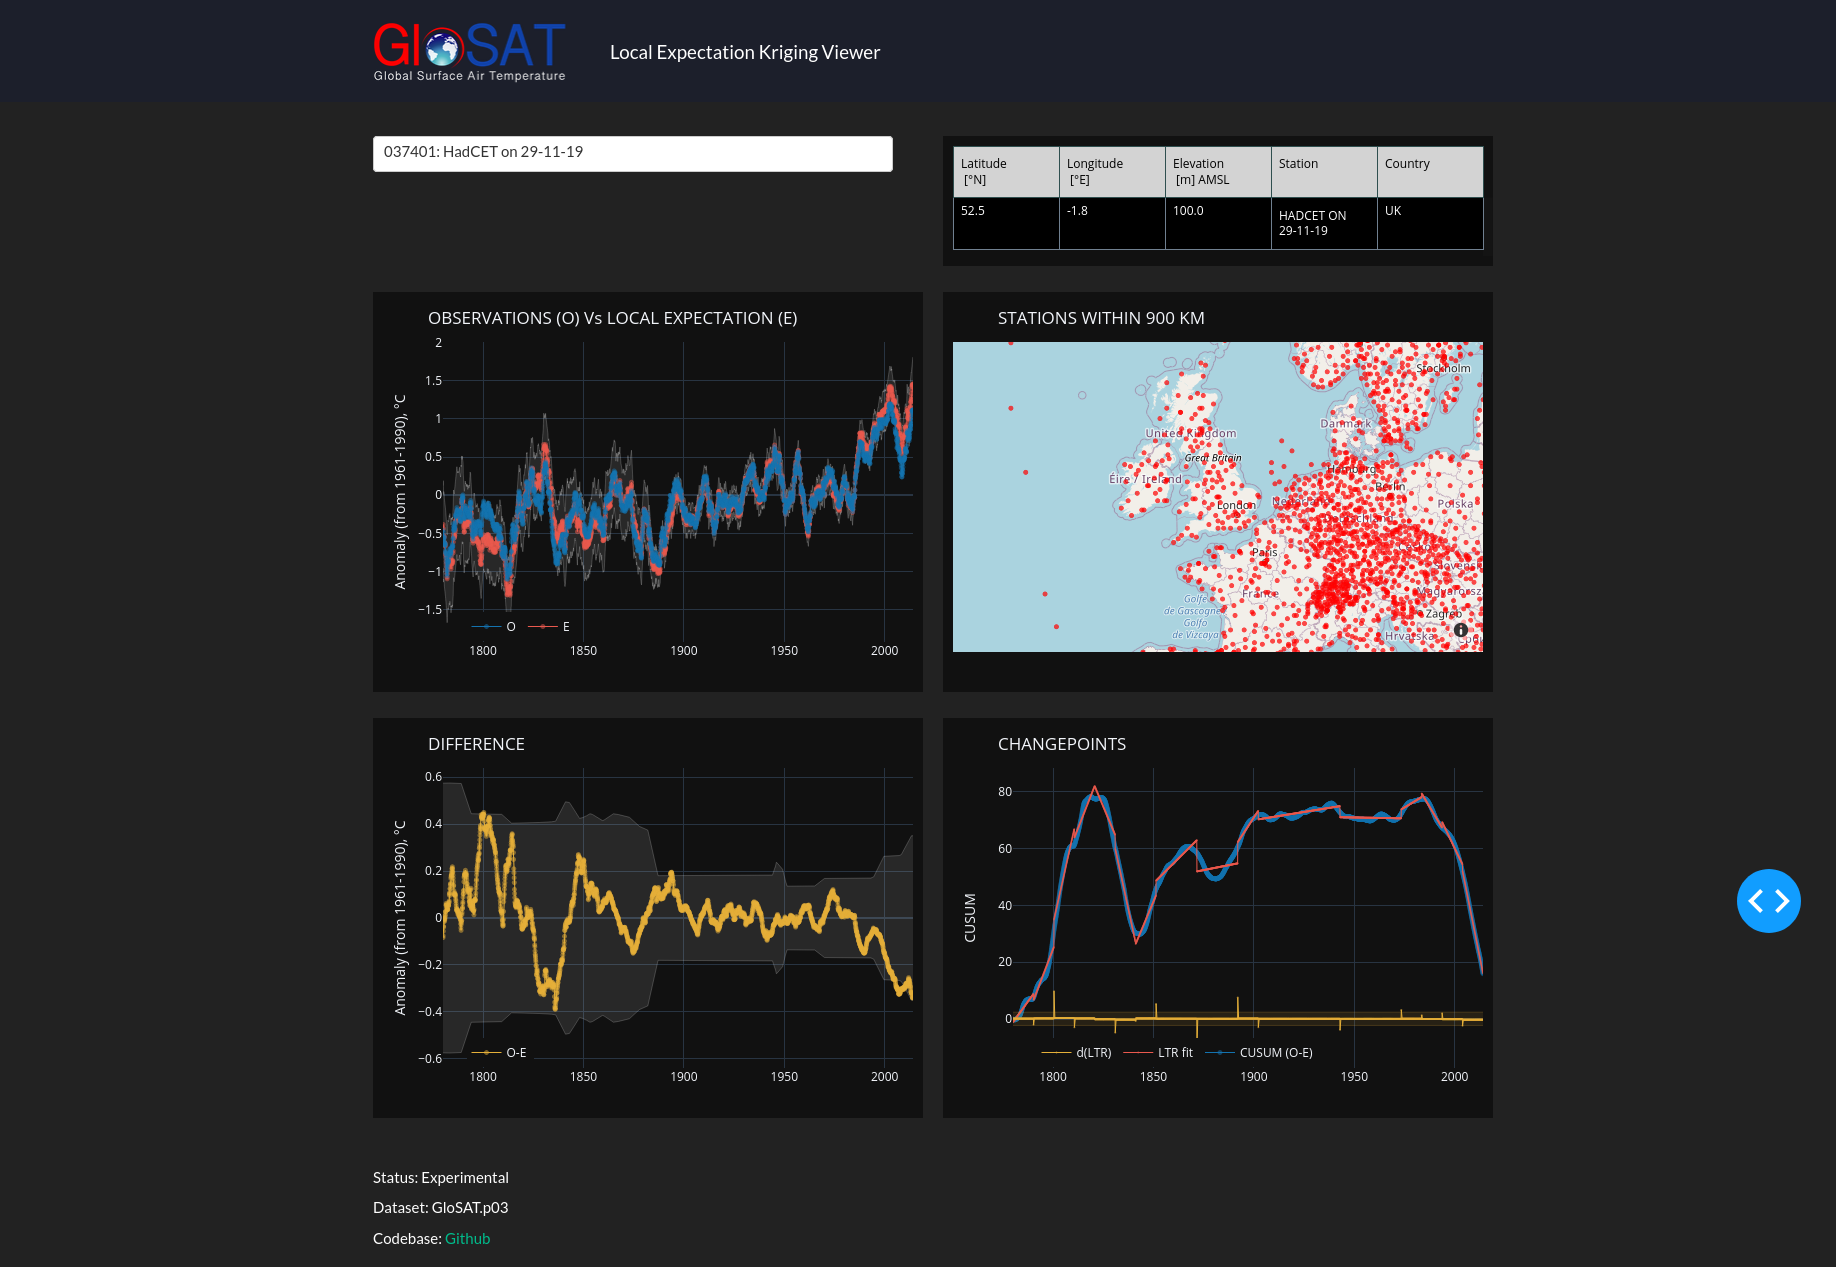 GloSAT
Global Surface Air Temperature
Local Expectation Kriging Viewer
037401: HadCET on 29-11-19
Latitude Longitude Elevation Station Country
[°N] [°E] [m] AMSL
52.5 -1.8 100.0 HADCET ON UK
29-11-19
OBSERVATIONS (O) Vs LOCAL EXPECTATION (E)
Anomaly (from 1961-1990), °C
2
1.5
1
0.5
0
−0.5
−1
−1.5
O E
1800 1850 1900 1950 2000
STATIONS WITHIN 900 KM
Stockholm
Danmark
United Kingdom
Great Britain
Éire / Ireland
Hamburg
Berlin
London
Polska
Deutschland
Paris
France
Golfe
de Gascogne
Golfo
de Vizcaya
Zagreb
Hrvatska
DIFFERENCE
Anomaly (from 1961-1990), °C
0.6
0.4
0.2
0
−0.2
−0.4
−0.6
O-E
1800 1850 1900 1950 2000
CHANGEPOINTS
CUSUM
80
60
40
20
0
d(LTR) LTR fit CUSUM (O-E)
1800 1850 1900 1950 2000
Status: Experimental
Dataset: GloSAT.p03
Codebase: Github